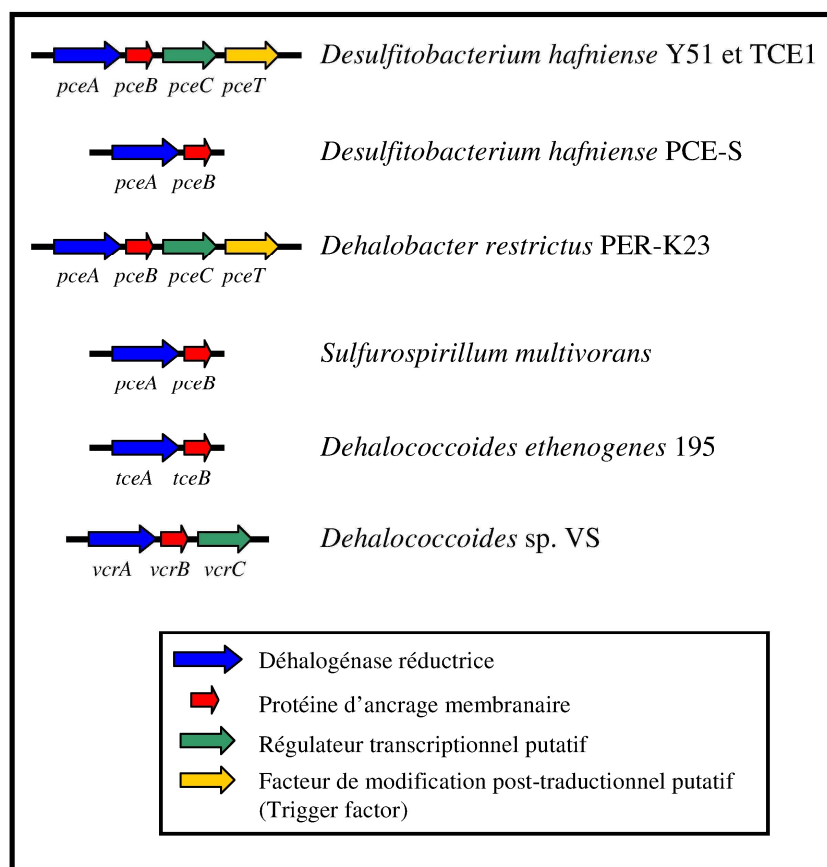 Desulfitobacterium hafniense Y51 et TCE1
pceA pceB pceC pceT
Desulfitobacterium hafniense PCE-S
pceA pceB
Dehalobacter restrictus PER-K23
pceA pceB pceC pceT
Sulfurospirillum multivorans
pceA pceB
Dehalococcoides ethenogenes 195
tceA tceB
Dehalococcoides sp. VS
vcrA vcrB vcrC
Déhalogénase réductrice
Protéine d'ancrage membranaire
Régulateur transcriptionnel putatif
Facteur de modification post-traductionnel putatif
(Trigger factor)